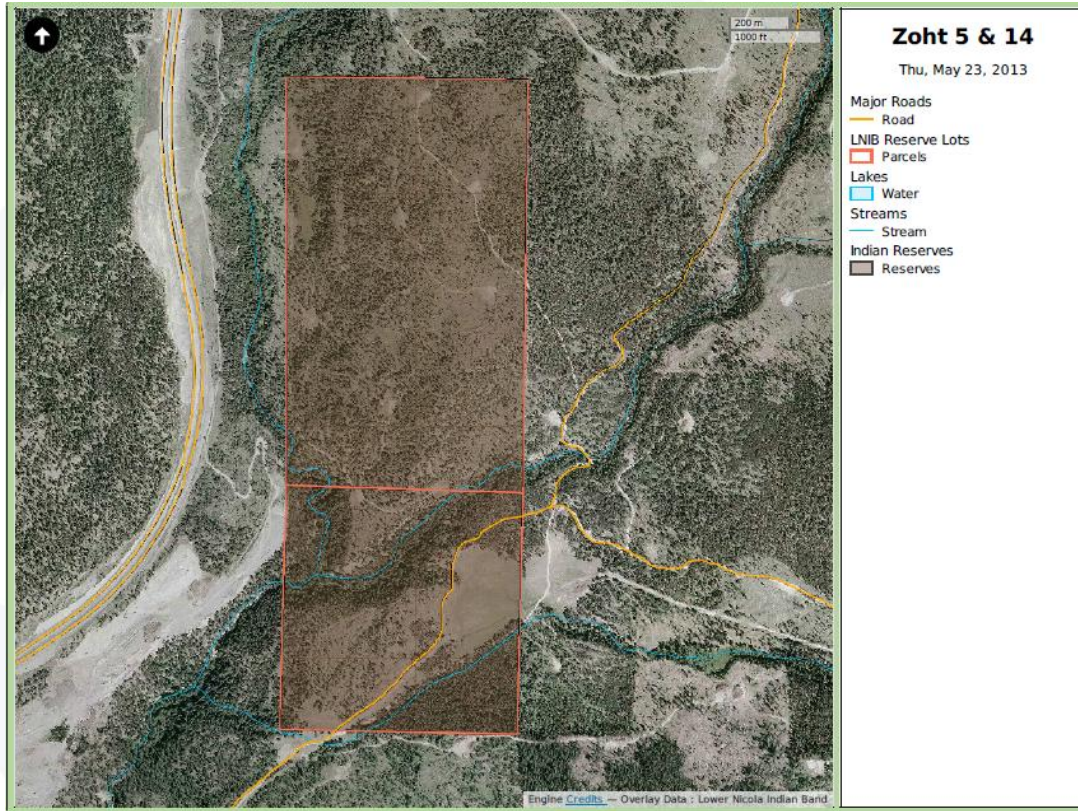 200 m
1000 ft
Engine Credits — Overlay Data : Lower Nicola Indian Band
Zoht 5 & 14
Thu, May 23, 2013
Major Roads
Road
LNIB Reserve Lots
Parcels
Lakes
Water
Streams
Stream
Indian Reserves
Reserves